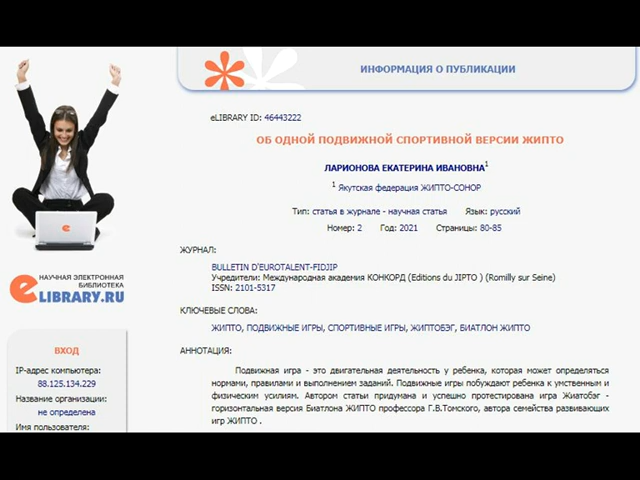 ИНФОРМАЦИЯ О ПУБЛИКАЦИИ
eLIBRARY ID: 46443222
ОБ ОДНОЙ ПОДВИЖНОЙ СПОРТИВНОЙ ВЕРСИИ ЖИПТО
ЛАРИОНОВА ЕКАТЕРИНА ИВАНОВНА1
1 Якутская федерация ЖИПТО-СОНОР
Тип: статья в журнале - научная статья Язык: русский
Номер: 2 Год: 2021 Страницы: 80-85
ЖУРНАЛ:
BULLETIN D'EUROTALENT-FIDJIP
Учредители: Международная академия КОНКОРД (Editions du JIPTO ) (Romilly sur Seine)
ISSN: 2101-5317
КЛЮЧЕВЫЕ СЛОВА:
ЖИПТО, ПОДВИЖНЫЕ ИГРЫ, СПОРТИВНЫЕ ИГРЫ, ЖИПТОБЭГ, БИАТЛОН ЖИПТО
АННОТАЦИЯ:
Подвижная игра - это двигательная деятельность у ребенка, которая может определяться
нормами, правилами и выполнением заданий. Подвижные игры побуждают ребенка к умственным и
физическим усилиям. Автором статьи придумана и успешно протестирована игра Жиатобэг -
горизонтальная версия Биатлона ЖИПТО профессора Г.В.Томского, автора семейства развивающих
игр ЖИПТО .
e
НАУЧНАЯ ЭЛЕКТРОННАЯ
БИБЛИОТЕКА
eLIBRARY.RU
ВХОД
IP-адрес компьютера:
88.125.134.229
Название организации:
не определена
Имя пользователя: